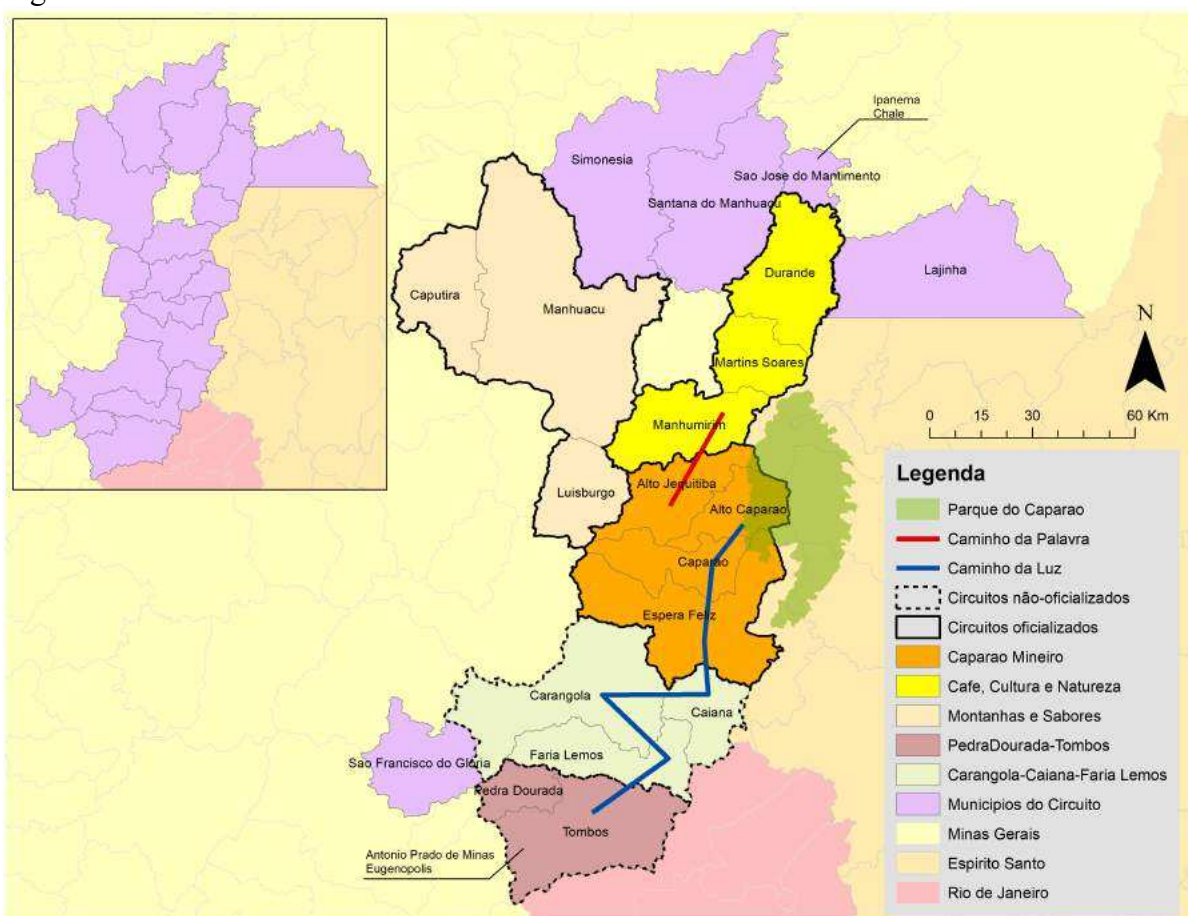 Ipanema
Chale
Simonesia
Sao Jose do Mantimento
Santana do Manhuaçu
Durande
Lajinha
Caputira
Manhuacu
N
Martins Soares
0 15 30 60 Km
Manhumirim
Alto Jequitiba
Luisburgo
Alto Caparao
Caparao
Espera Feliz
Carangola
Caiana
Faria Lemos
Sao Francisco do Gloria
Pedra Dourada
Tombos
Antonio Prado de Minas
Eugenopolis
Legenda
Parque do Caparao
Caminho da Palavra
Caminho da Luz
Circuitos não-oficializados
Circuitos oficializados
Caparao Mineiro
Cafe, Cultura e Natureza
Montanhas e Sabores
PedraDourada-Tombos
Carangola-Caiana-Faria Lemos
Municipios do Circuito
Minas Gerais
Espirito Santo
Rio de Janeiro